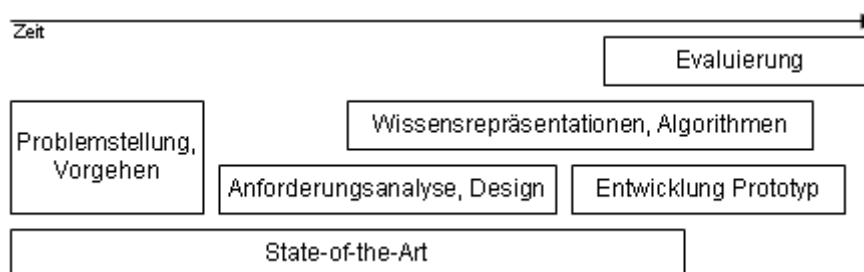 Zeit
Evaluierung
Wissensrepräsentationen, Algorithmen
Problemstellung,
Vorgehen
Anforderungsanalyse, Design
Entwicklung Prototyp
State-of-the-Art